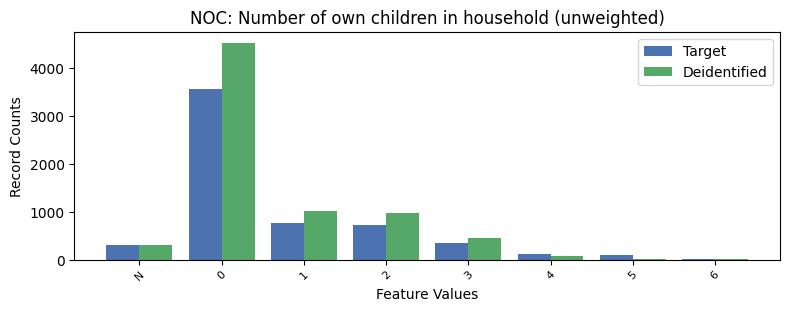 NOC: Number of own children in household (unweighted)
Target
Deidentified
Record Counts
4000
3000
2000
1000
0
N 0 1 2 3 4 5 6
Feature Values